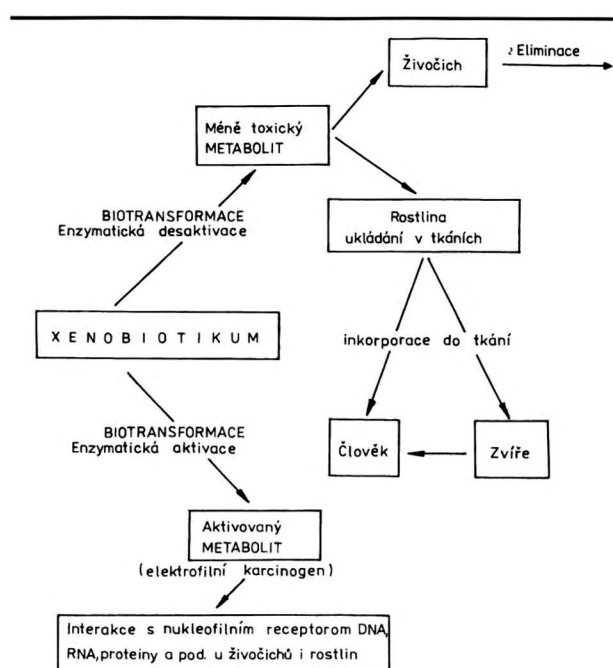 Živočich
Eliminace
Méně toxický
METABOLIT
BIOTRANSFORMACE
Enzymatická desaktivace
Rostlina
ukládání v tkáních
XENOBIOTIKUM
inkorporace do tkání
BIOTRANSFORMACE
Enzymatická aktivace
Člověk
Zvíře
Aktivovaný
METABOLIT
(elektrofilní karcinogen)
Interakce s nukleofilním receptorom DNA,
RNA,proteiny a pod. u živočichů i rostlin